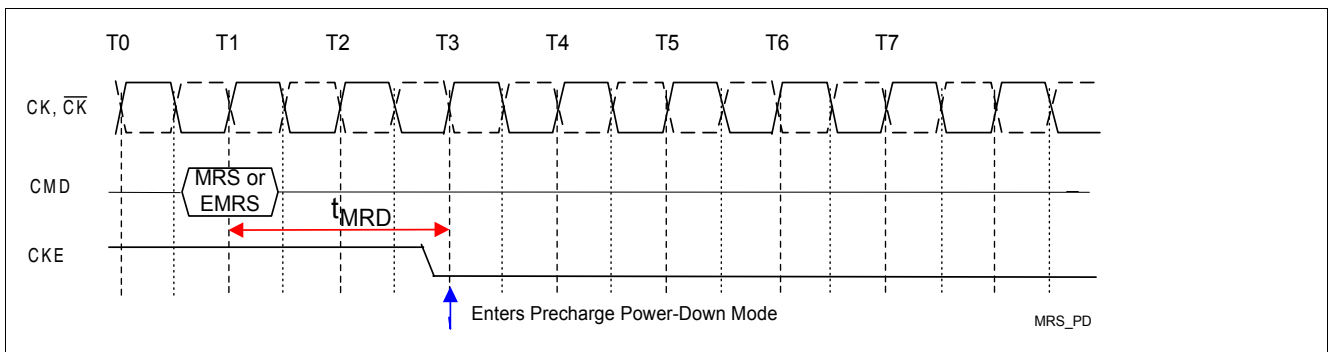 T0 T1 T2 T3 T4 T5 T6 T7
CK, C̅K̅
CMD
MRS or
EMRS
tMRD
CKE
Enters Precharge Power-Down Mode
MRS_PD